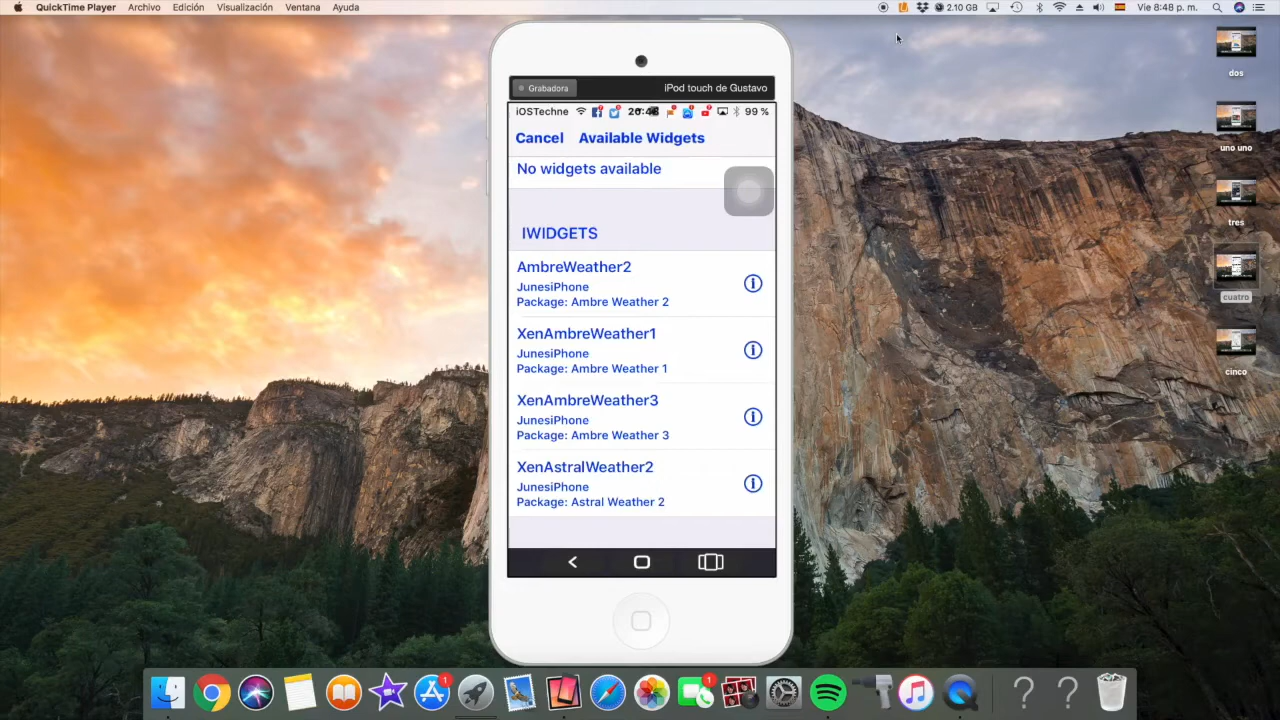 QuickTime Player Archivo Edición Visualización Ventana Ayuda 2.10 GB Vie 8:48 p. m.
dos
uno uno
tres
cuatro
cinco
Grabadora iPod touch de Gustavo
iOSTechne 99 %
Cancel Available Widgets
No widgets available
IWIDGETS
AmbreWeather2
JunesiPhone
Package: Ambre Weather 2
XenAmbreWeather1
JunesiPhone
Package: Ambre Weather 1
XenAmbreWeather3
JunesiPhone
Package: Ambre Weather 3
XenAstralWeather2
JunesiPhone
Package: Astral Weather 2
1
1